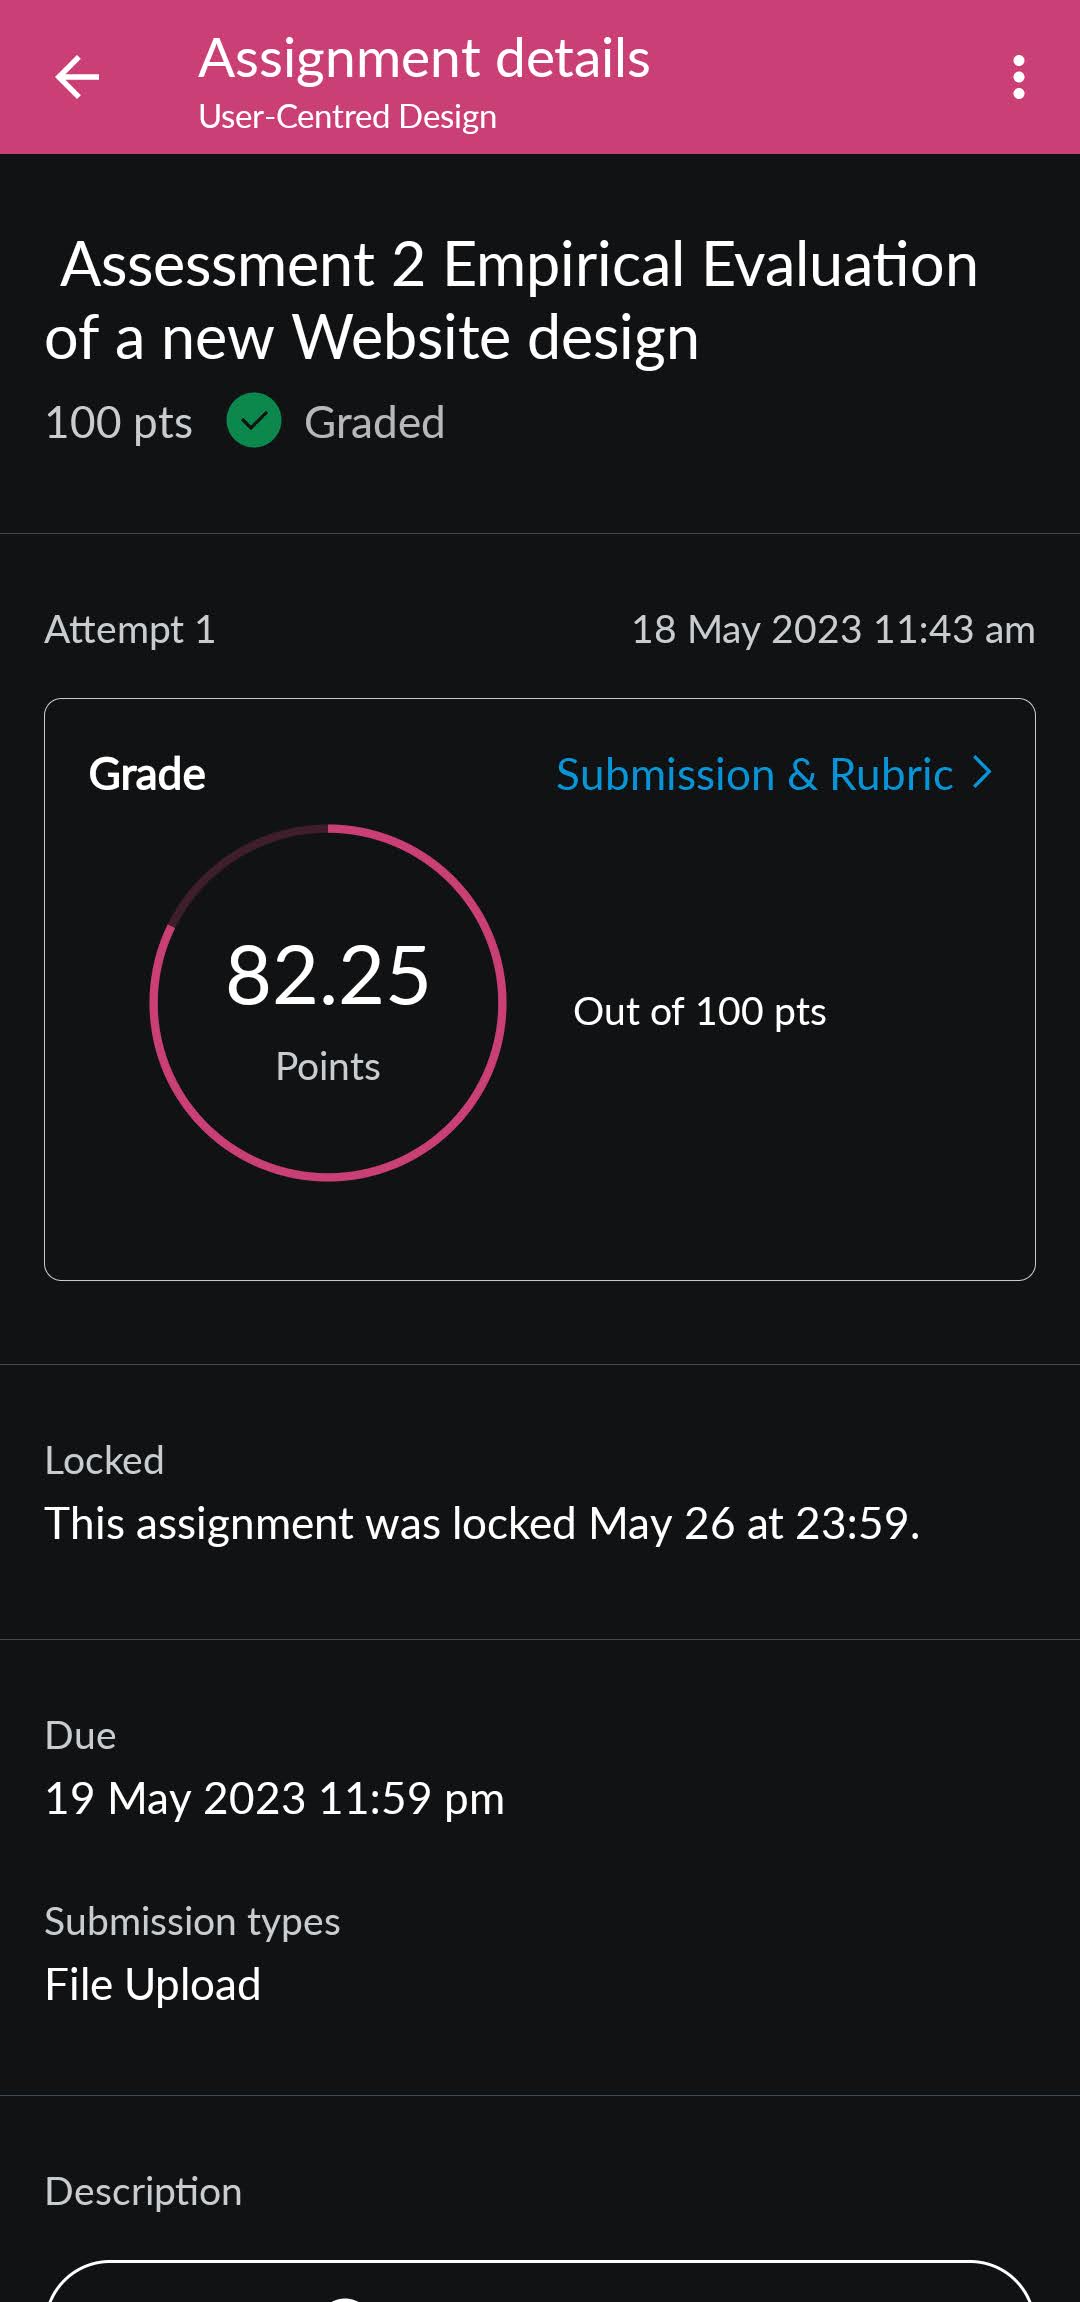 Assignment details
User-Centred Design
Assessment 2 Empirical Evaluation
of a new Website design
100 pts Graded
Attempt 1 18 May 2023 11:43 am
Grade Submission & Rubric
82.25
Points
Out of 100 pts
Locked
This assignment was locked May 26 at 23:59.
Due
19 May 2023 11:59 pm
Submission types
File Upload
Description